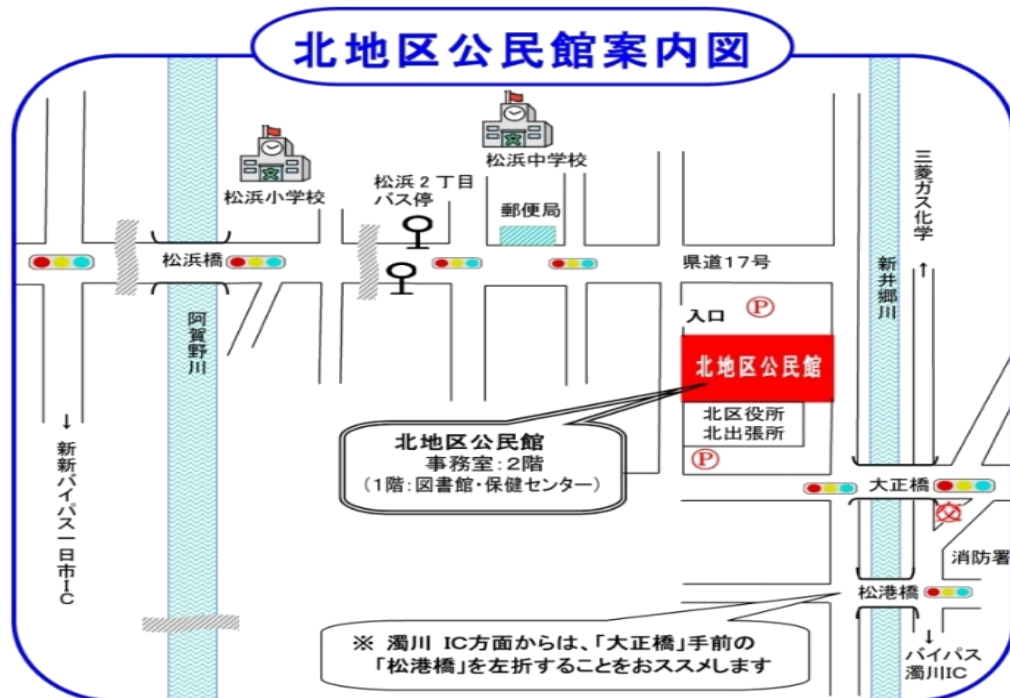 北地区公民館案内図
松浜中学校
松浜小学校
松浜２丁目
バス停
郵便局
三菱ガス化学
→
松浜橋
県道１７号
新井郷川
阿賀野川
入口
P
北地区公民館
北区役所
北出張所
P
北地区公民館
事務室:２階
(１階:図書館・保健センター)
大正橋
→
新新バイパス一日市ＩＣ
消防署
松港橋
※ 濁川 IC方面からは、「大正橋」手前の
「松港橋」を左折することをおススメします
↓
バイパス
濁川IC